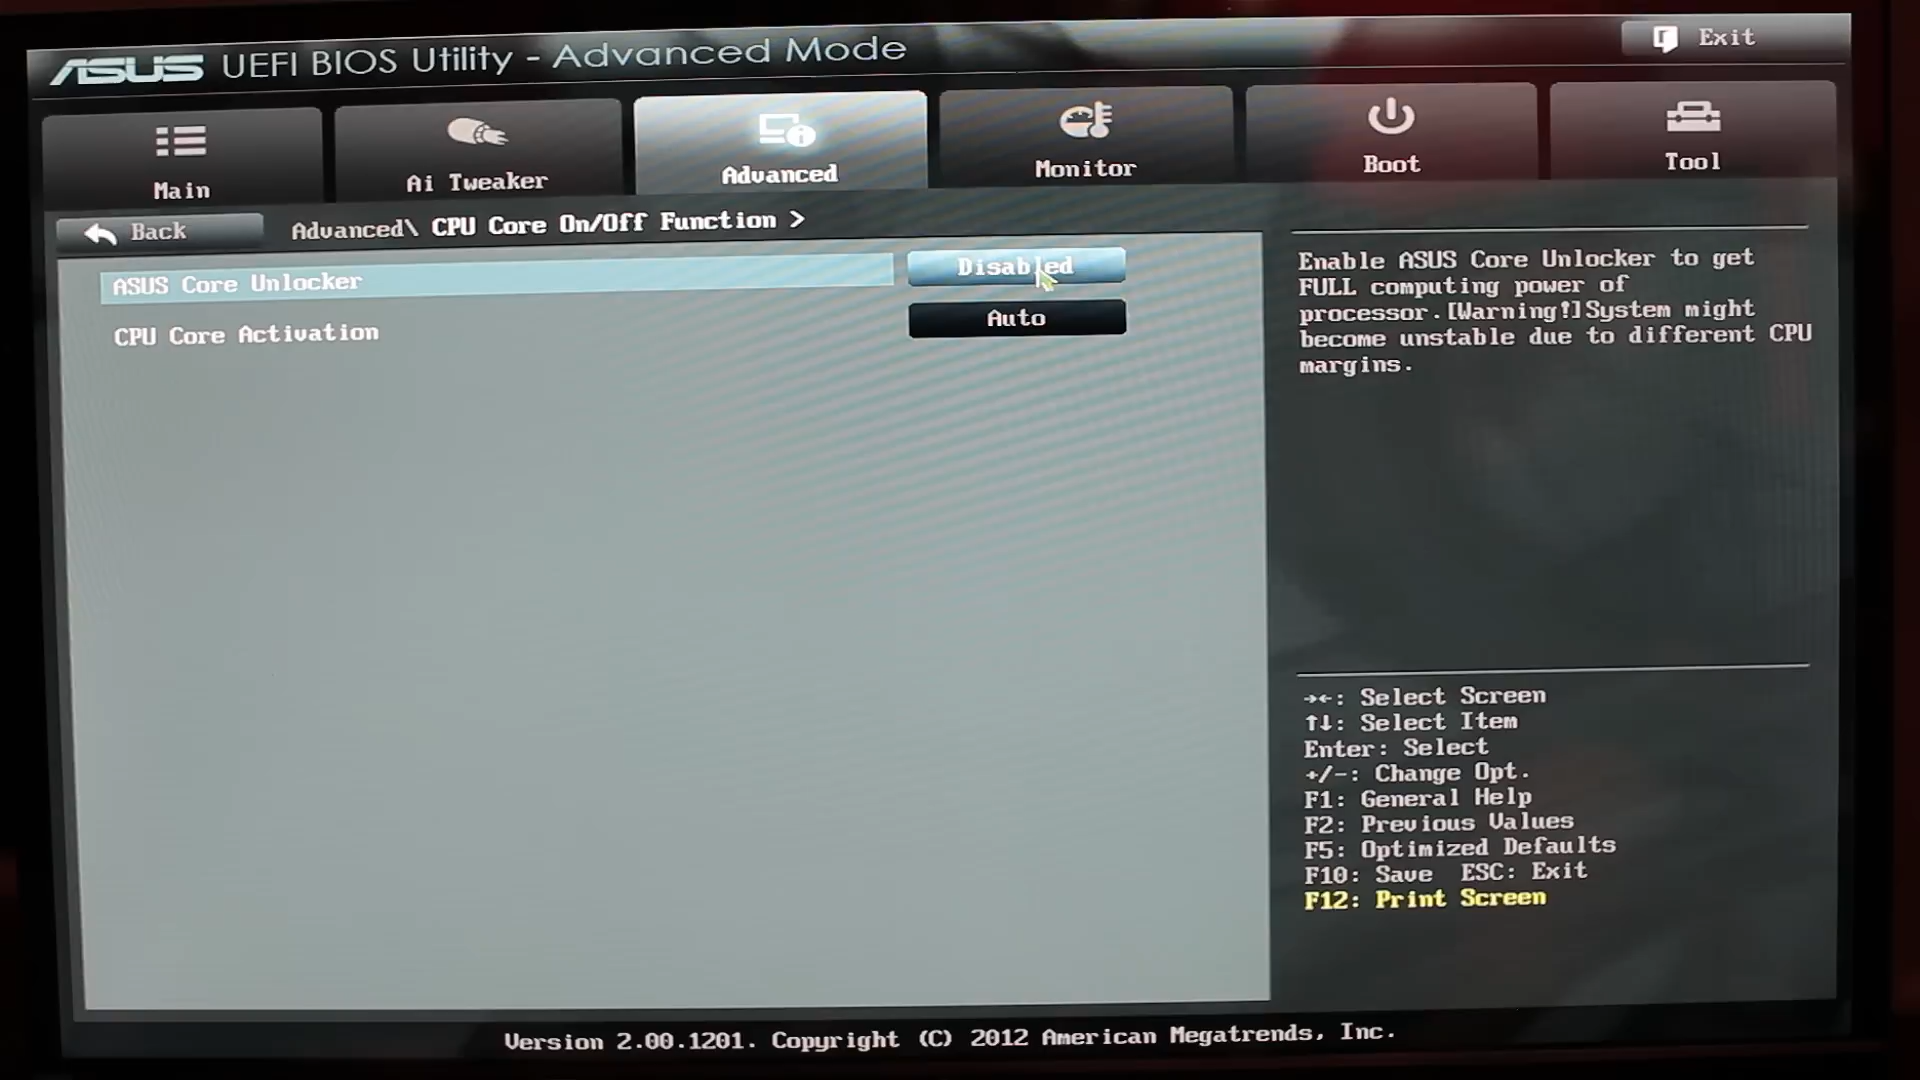 ASUS UEFI BIOS Utility - Advanced Mode
Exit
Main
Ai Tweaker
Advanced
Monitor
Boot
Tool
Back
Advanced\ CPU Core On/Off Function >
ASUS Core Unlocker
Disabled
CPU Core Activation
Auto
Enable ASUS Core Unlocker to get
FULL computing power of
processor.[Warning!]System might
become unstable due to different CPU
margins.
→←: Select Screen
↑↓: Select Item
Enter: Select
+/-: Change Opt.
F1: General Help
F2: Previous Values
F5: Optimized Defaults
F10: Save  ESC: Exit
F12: Print Screen
Version 2.00.1201. Copyright (C) 2012 American Megatrends, Inc.